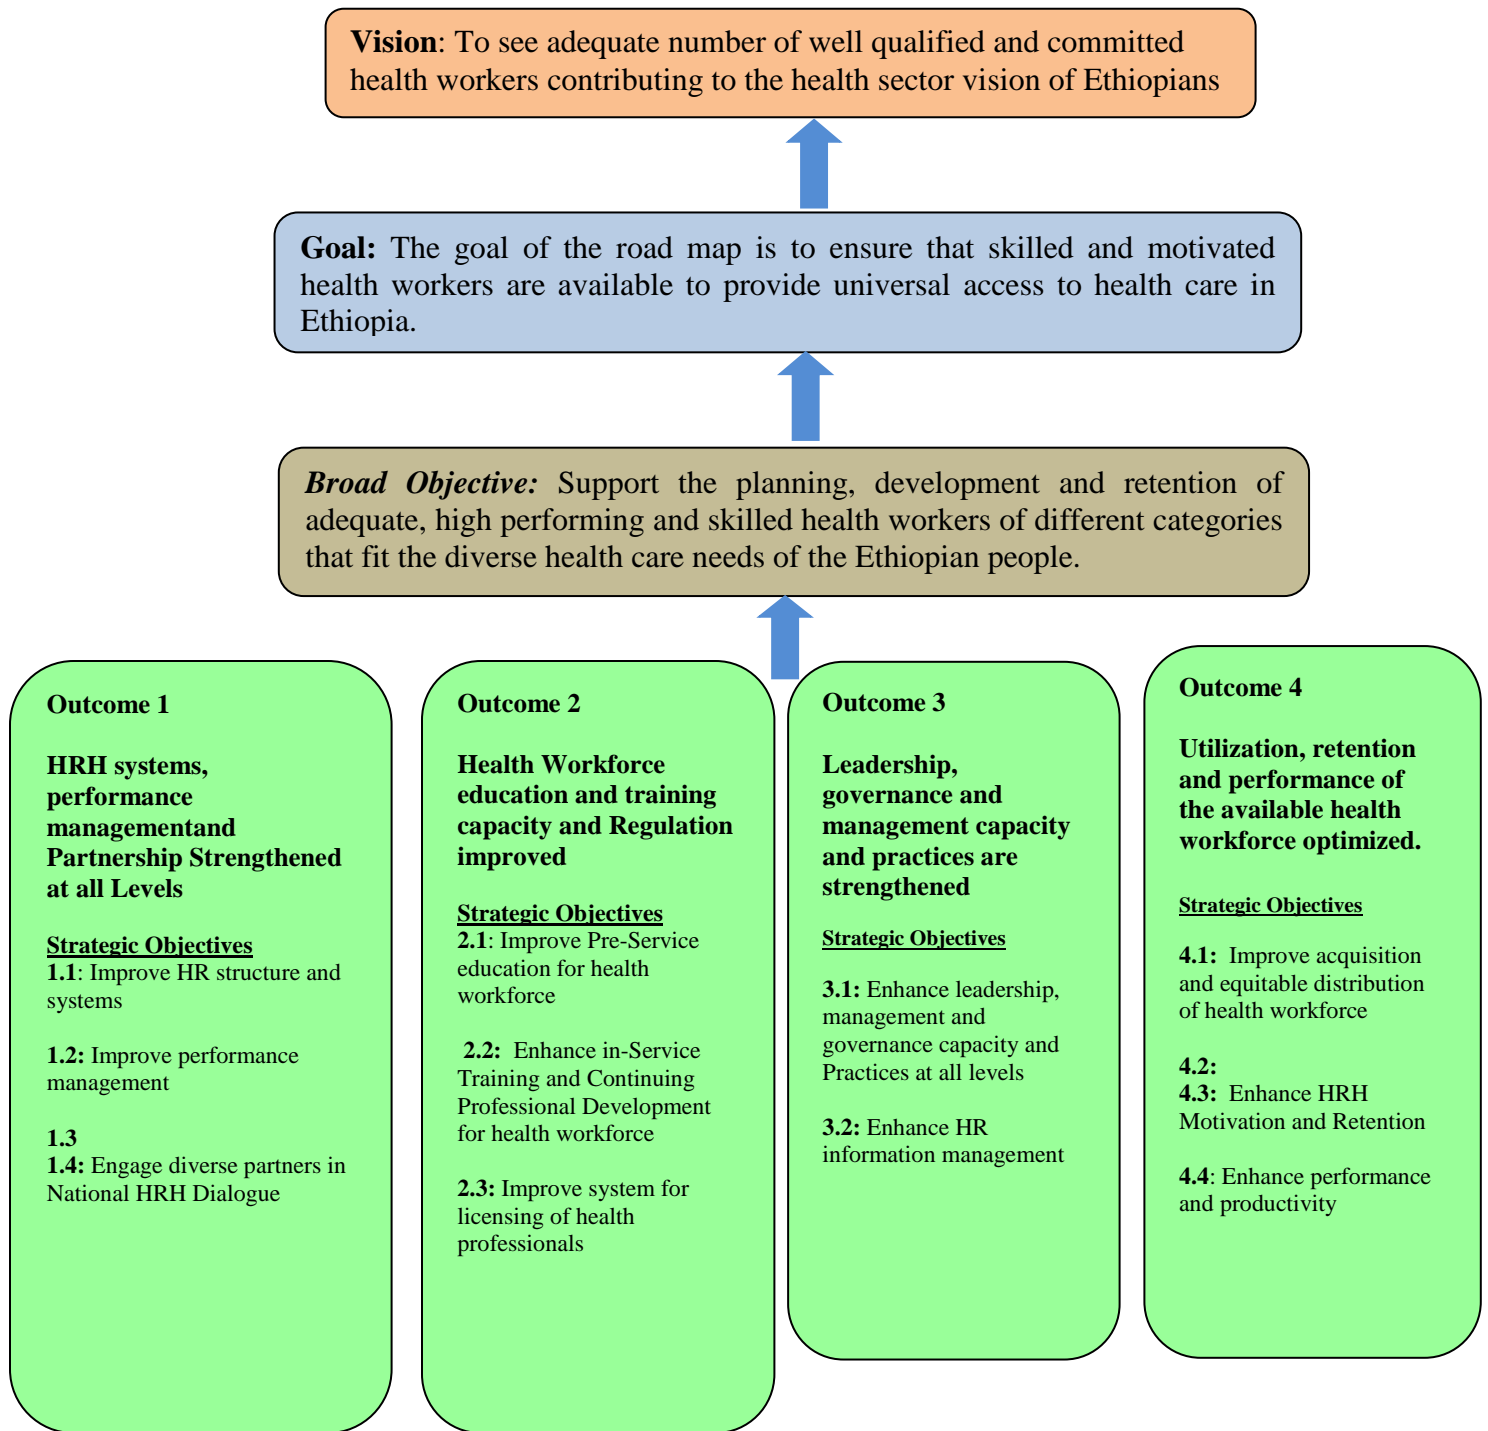 Vision: To see adequate number of well qualified and committed
health workers contributing to the health sector vision of Ethiopians
Goal: The goal of the road map is to ensure that skilled and motivated
health workers are available to provide universal access to health care in
Ethiopia.
Broad Objective: Support the planning, development and retention of
adequate, high performing and skilled health workers of different categories
that fit the diverse health care needs of the Ethiopian people.
Outcome 1
HRH systems,
performance
managementand
Partnership Strengthened
at all Levels
Strategic Objectives
1.1: Improve HR structure and
systems
1.2: Improve performance
management
1.3
1.4: Engage diverse partners in
National HRH Dialogue
Outcome 2
Health Workforce
education and training
capacity and Regulation
improved
Strategic Objectives
2.1: Improve Pre-Service
education for health
workforce
2.2: Enhance in-Service
Training and Continuing
Professional Development
for health workforce
2.3: Improve system for
licensing of health
professionals
Outcome 3
Leadership,
governance and
management capacity
and practices are
strengthened
Strategic Objectives
3.1: Enhance leadership,
management and
governance capacity and
Practices at all levels
3.2: Enhance HR
information management
Outcome 4
Utilization, retention
and performance of
the available health
workforce optimized.
Strategic Objectives
4.1: Improve acquisition
and equitable distribution
of health workforce
4.2:
4.3: Enhance HRH
Motivation and Retention
4.4: Enhance performance
and productivity